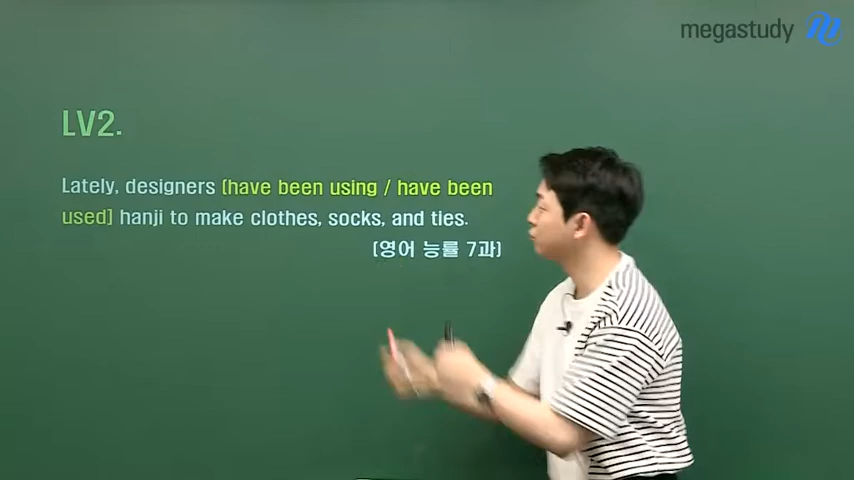 megastudy
LV2.
Lately, designers [have been using / have been
used] hanji to make clothes, socks, and ties.
[영어 능률 7과]